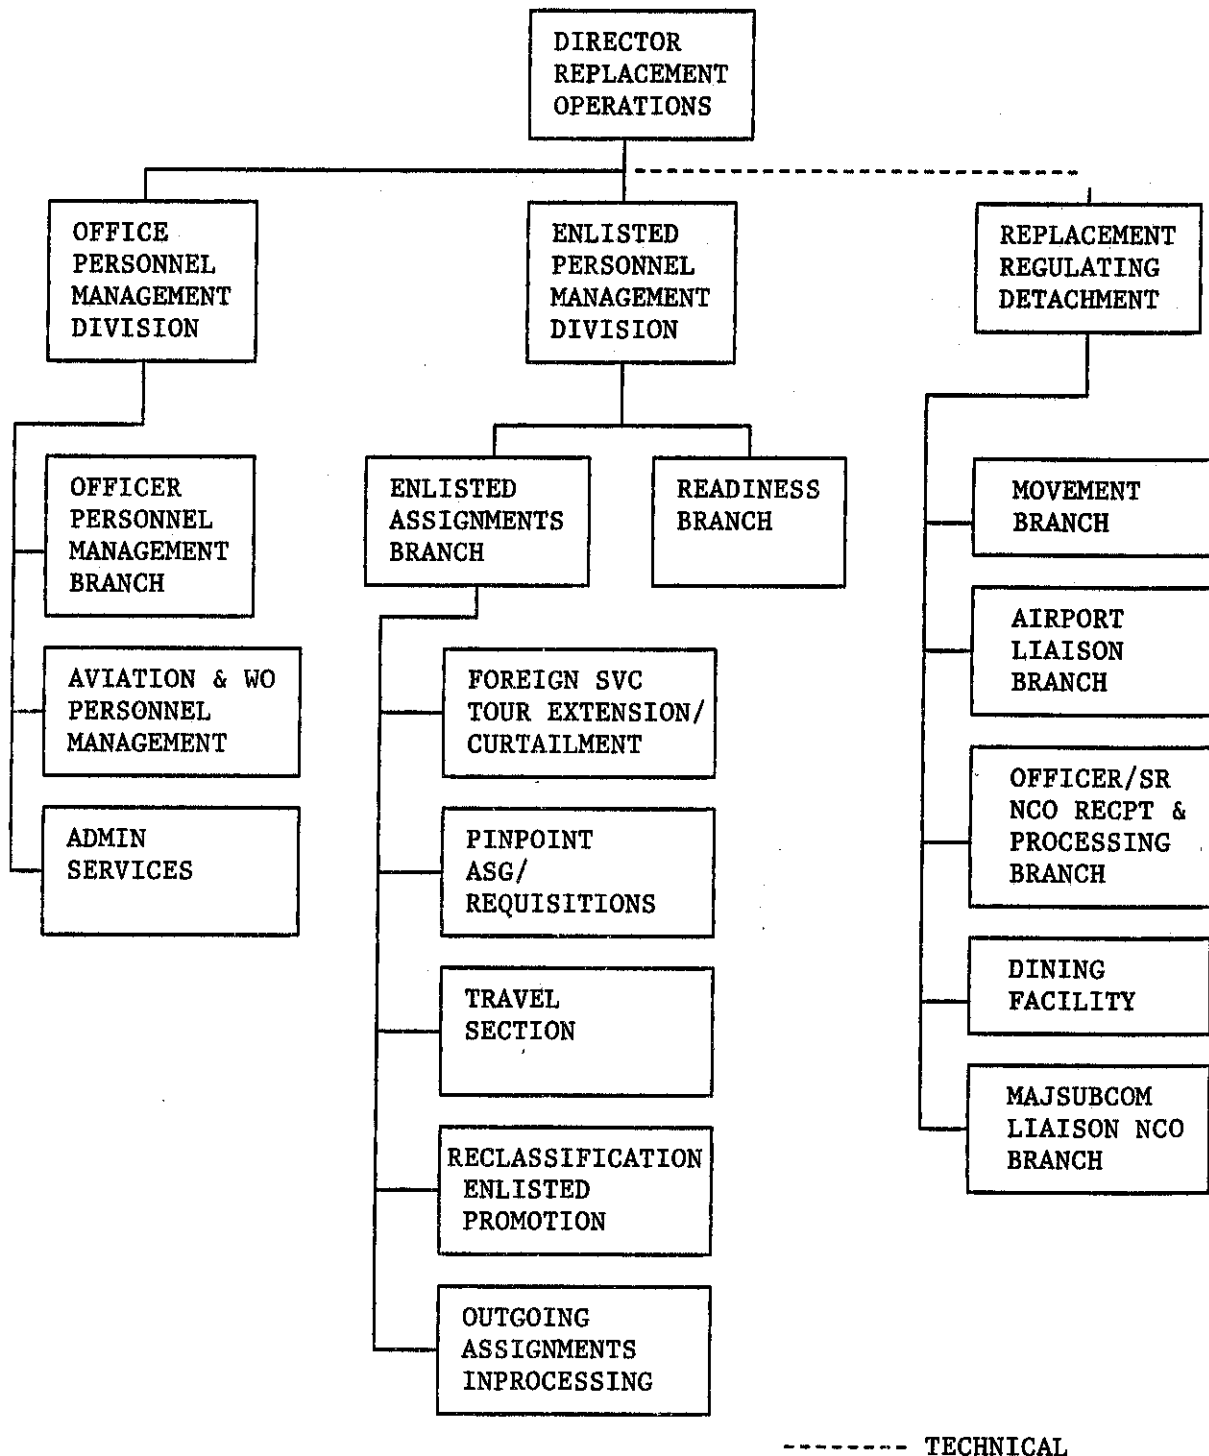 DIRECTOR
REPLACEMENT
OPERATIONS
OFFICE
PERSONNEL
MANAGEMENT
DIVISION
ENLISTED
PERSONNEL
MANAGEMENT
DIVISION
REPLACEMENT
REGULATING
DETACHMENT
OFFICER
PERSONNEL
MANAGEMENT
BRANCH
AVIATION & WO
PERSONNEL
MANAGEMENT
ADMIN
SERVICES
ENLISTED
ASSIGNMENTS
BRANCH
READINESS
BRANCH
FOREIGN SVC
TOUR EXTENSION/
CURTAILMENT
PINPOINT
ASG/
REQUISITIONS
TRAVEL
SECTION
RECLASSIFICATION
ENLISTED
PROMOTION
OUTGOING
ASSIGNMENTS
INPROCESSING
MOVEMENT
BRANCH
AIRPORT
LIAISON
BRANCH
OFFICER/SR
NCO RECPT &
PROCESSING
BRANCH
DINING
FACILITY
MAJSUBCOM
LIAISON NCO
BRANCH
------- TECHNICAL